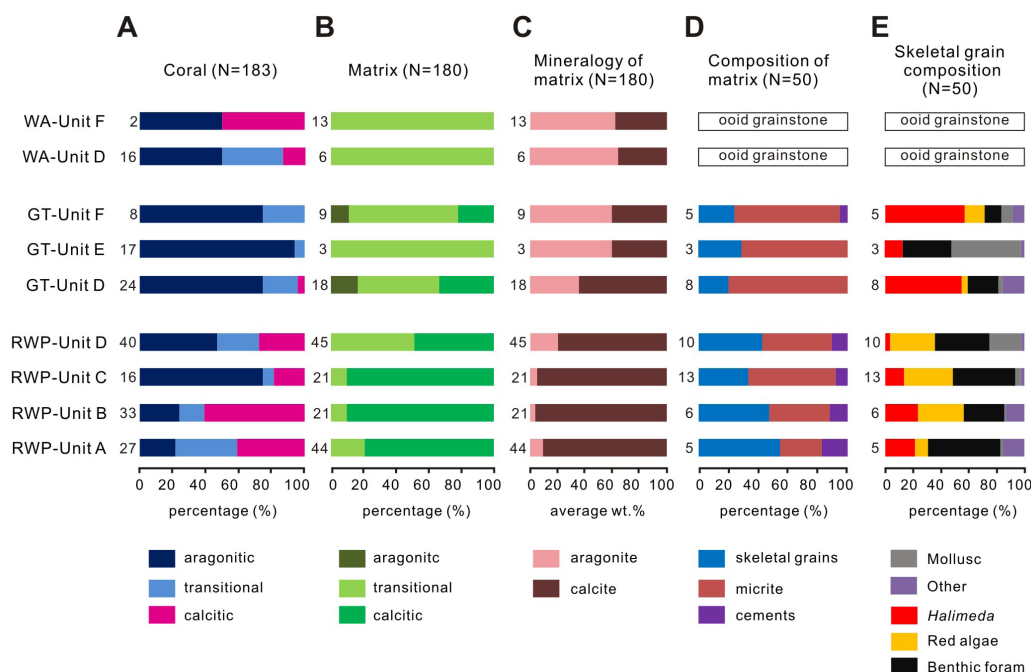 A B C D E
Coral (N=183)
Matrix (N=180)
Mineralogy of
matrix (N=180)
Composition of
matrix (N=50)
Skeletal grain
composition
(N=50)
WA-Unit F 2 13 13 ooid grainstone ooid grainstone
WA-Unit D 16 6 6 ooid grainstone ooid grainstone
GT-Unit F 8 9 9 5 5
GT-Unit E 17 3 3 3 3
GT-Unit D 24 18 18 8 8
RWP-Unit D 40 45 45 10 10
RWP-Unit C 16 21 21 13 13
RWP-Unit B 33 21 21 6 6
RWP-Unit A 27 44 44 5 5
0 20 40 60 80 100 0 20 40 60 80 100 0 20 40 60 80 100 0 20 40 60 80 100 0 20 40 60 80 100
percentage (%) percentage (%) average wt.% percentage (%) percentage (%)
aragonitic
transitional
calcitic
aragonitc
transitional
calcitic
aragonite
calcite
skeletal grains
micrite
cements
Mollusc
Other
Halimeda
Red algae
Benthic foram